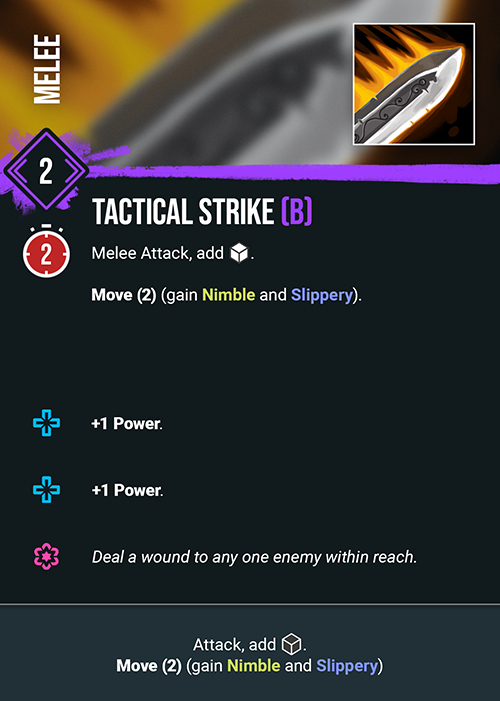 MELEE
2
TACTICAL STRIKE (B)
2
Melee Attack, add .
Move (2) (gain Nimble and Slippery).
+1 Power.
+1 Power.
Deal a wound to any one enemy within reach.
Attack, add .
Move (2) (gain Nimble and Slippery)